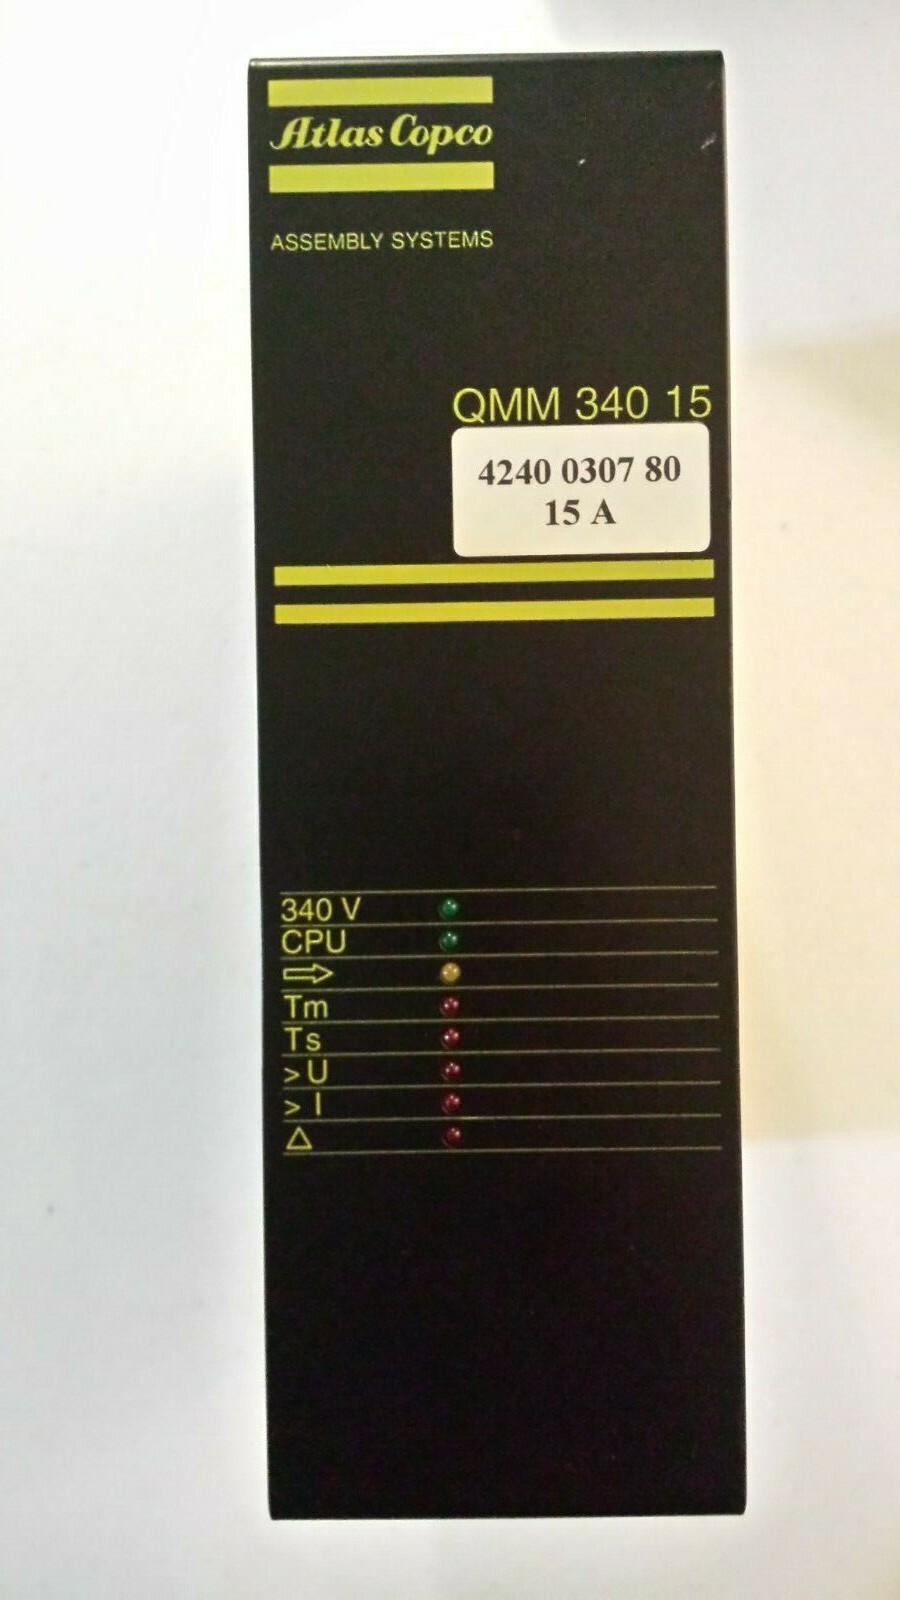 Atlas Copco
ASSEMBLY SYSTEMS
QMM 340 15
4240 0307 80
15 A
340 V
CPU
Tm
Ts
>U
>I